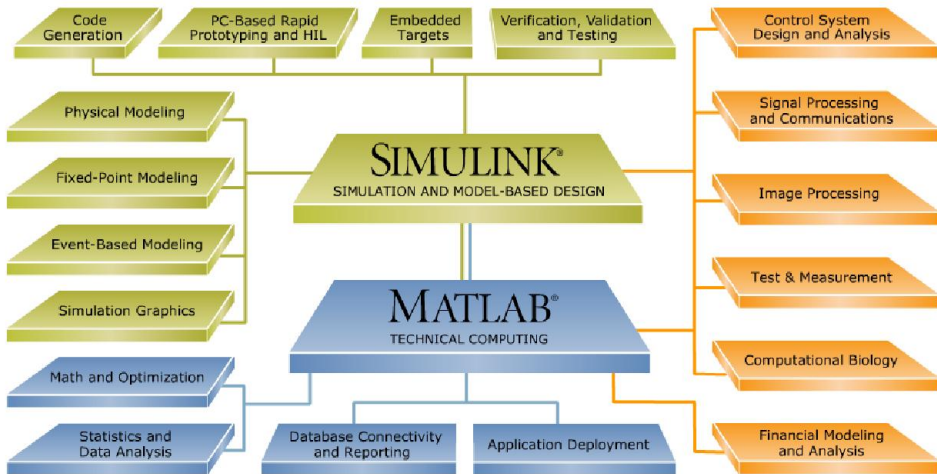 Code
Generation
PC-Based Rapid
Prototyping and HIL
Embedded
Targets
Verification, Validation
and Testing
Control System
Design and Analysis
Physical Modeling
Signal Processing
and Communications
SIMULINK®
SIMULATION AND MODEL-BASED DESIGN
Fixed-Point Modeling
Image Processing
Event-Based Modeling
Test & Measurement
MATLAB®
TECHNICAL COMPUTING
Simulation Graphics
Computational Biology
Math and Optimization
Statistics and
Data Analysis
Database Connectivity
and Reporting
Application Deployment
Financial Modeling
and Analysis